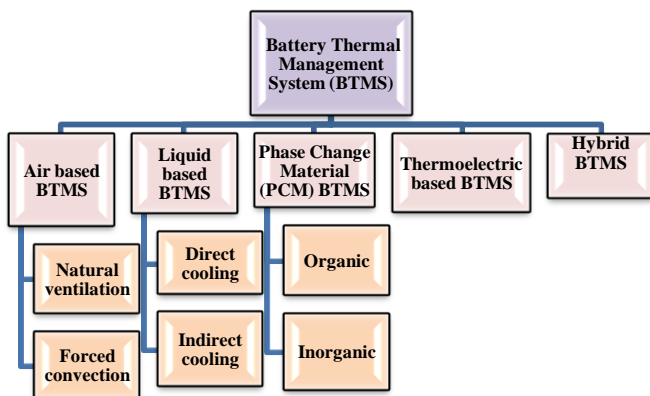 Battery Thermal
Management
System (BTMS)
Air based
BTMS
Liquid
based
BTMS
Phase Change
Material
(PCM) BTMS
Thermoelectric
based BTMS
Hybrid
BTMS
Natural
ventilation
Forced
convection
Direct
cooling
Indirect
cooling
Organic
Inorganic